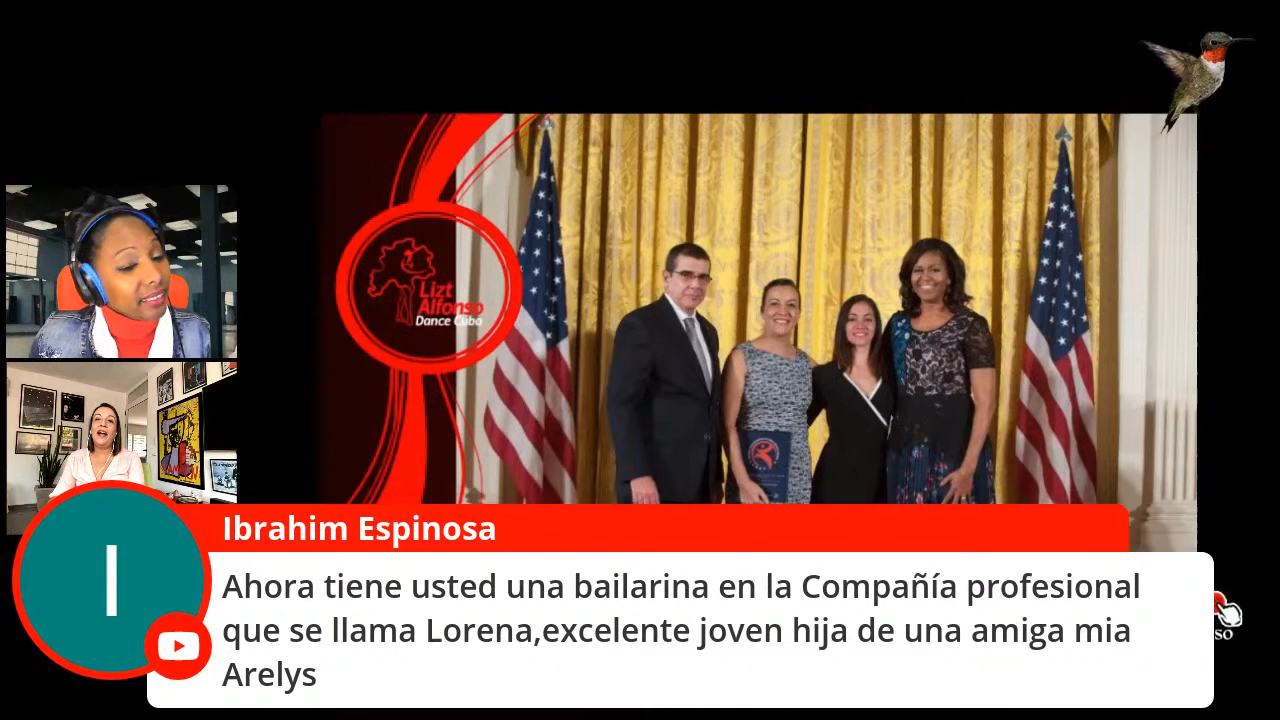 Lizt
Alfonso
Dance Cuba
Ibrahim Espinosa
Ahora tiene usted una bailarina en la Compañía profesional
que se llama Lorena,excelente joven hija de una amiga mia
Arelys
I
SO